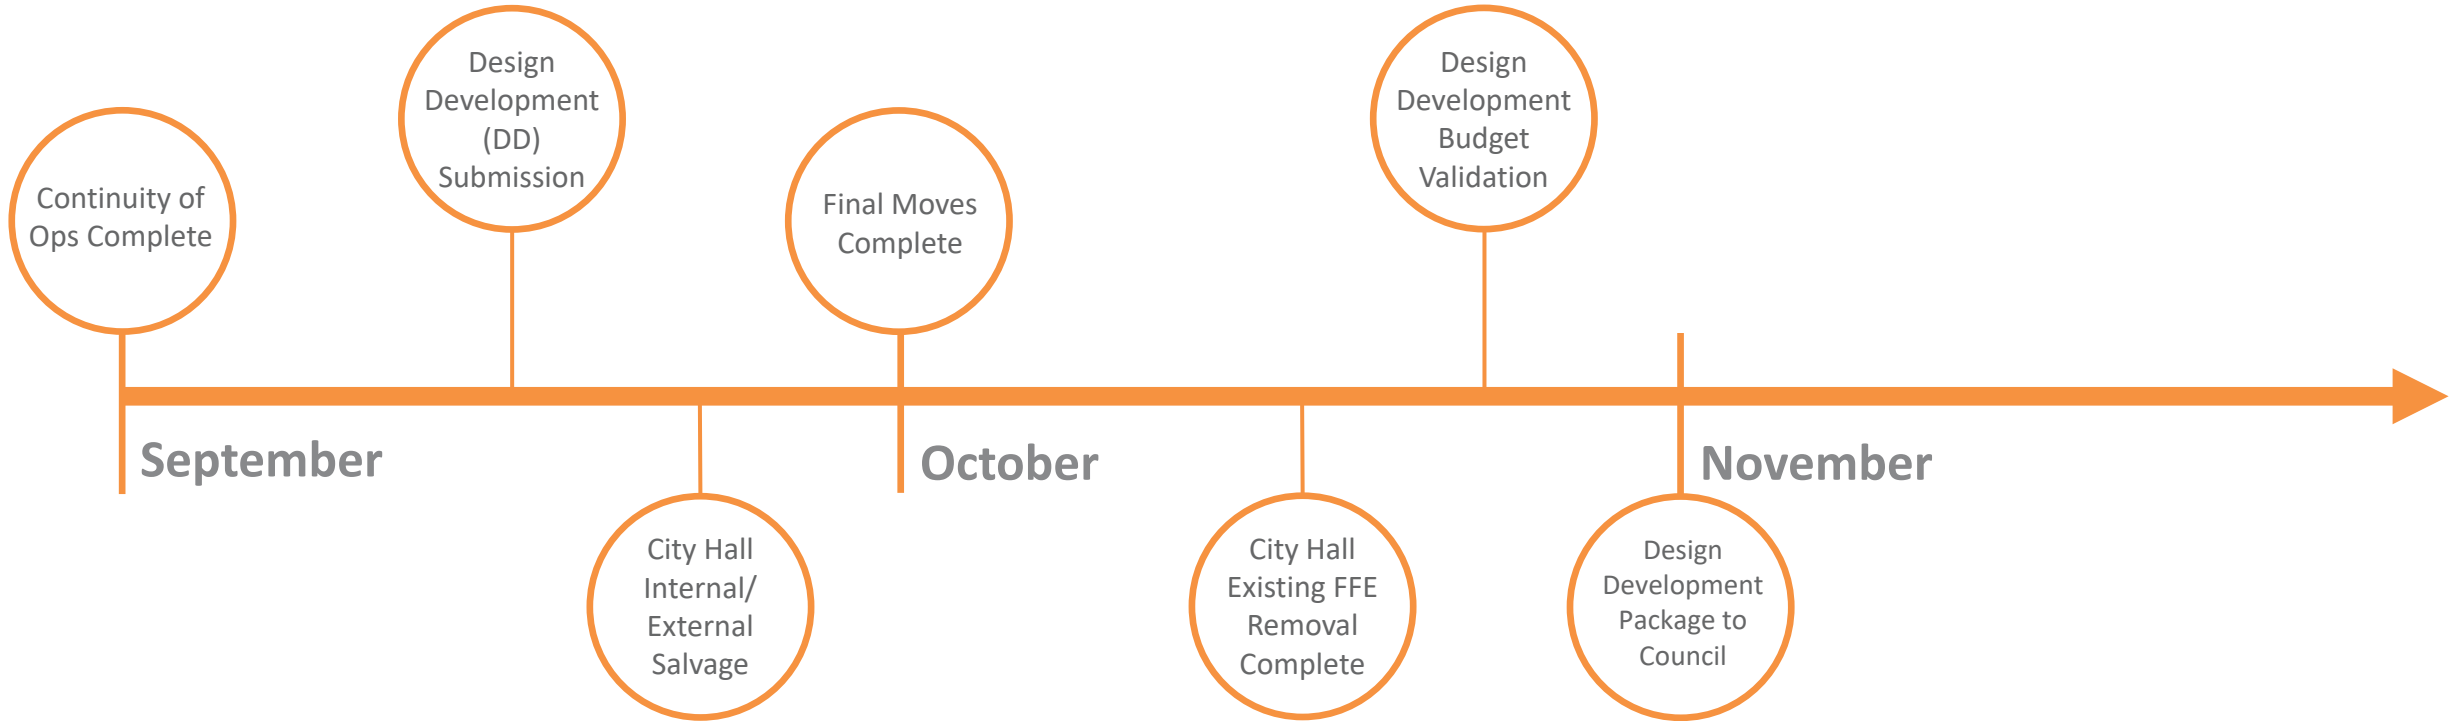 Continuity of
Ops Complete
Design
Development
(DD)
Submission
Final Moves
Complete
Design
Development
Budget
Validation
September
October
November
City Hall
Internal/
External
Salvage
City Hall
Existing FFE
Removal
Complete
Design
Development
Package to
Council